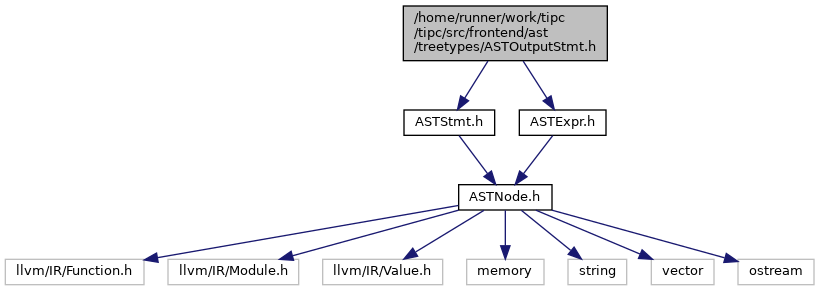 /home/runner/work/tipc
/tipc/src/frontend/ast
/treetypes/ASTOutputStmt.h
ASTStmt.h
ASTExpr.h
ASTNode.h
llvm/IR/Function.h
llvm/IR/Module.h
llvm/IR/Value.h
memory
string
vector
ostream